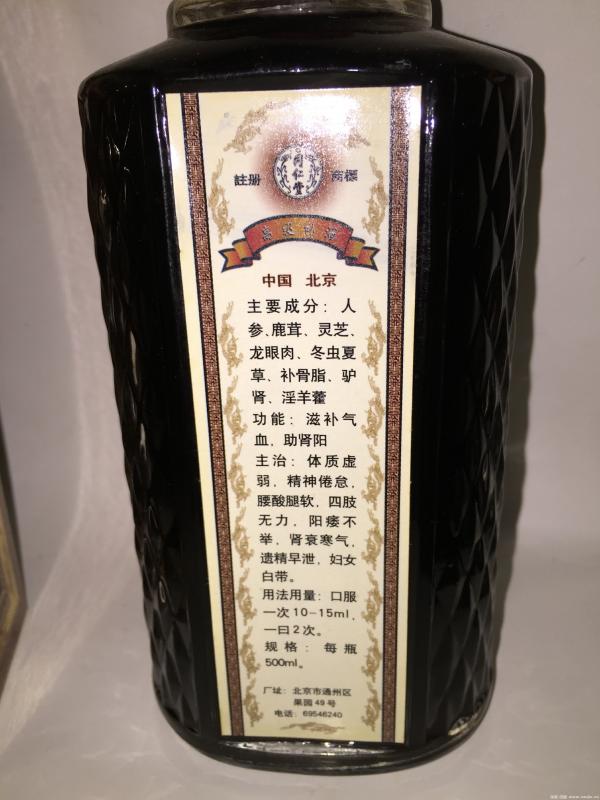 註册 商標
同仁堂
中国 北京
主要成分：人
参、鹿茸、灵芝、
龙眼肉、冬虫夏
草、补骨脂、驴
肾、淫羊藿
功能：滋补气
血，助肾阳
主治：体质虚
弱，精神倦怠，
腰酸腿软，四肢
无力，阳痿不
举，肾衰寒气，
遗精早泄，妇女
白带。
用法用量：口服
一次10-15ml，
一日2次。
规格：每瓶
500ml。
厂址：北京市通州区
果园49号
电话：69546240